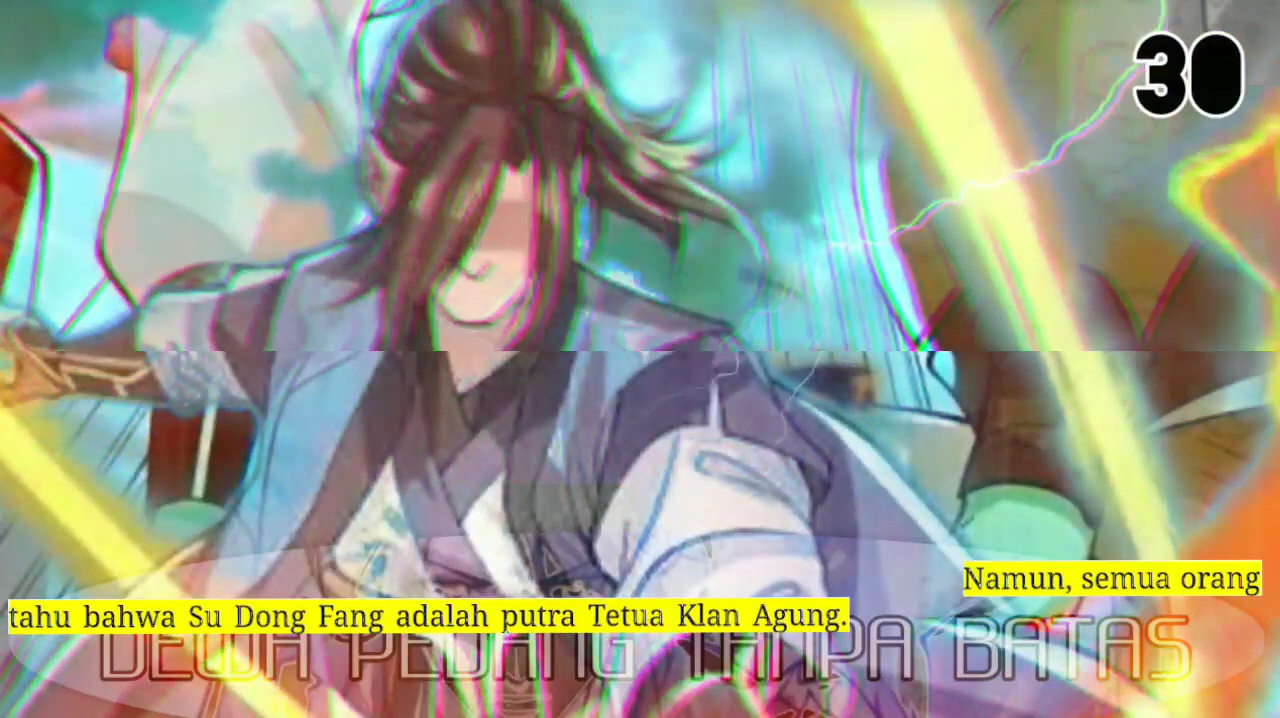 30
Namun, semua orang
tahu bahwa Su Dong Fang adalah putra Tetua Klan Agung.
DEWA PEDANG TANPA BATAS